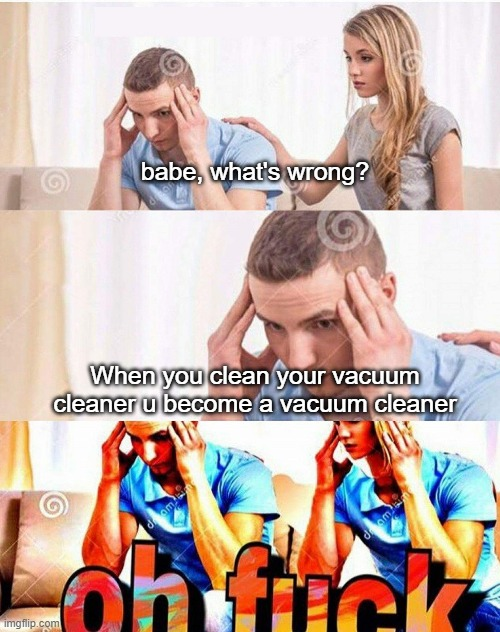 babe, what's wrong?
When you clean your vacuum
cleaner u become a vacuum cleaner
oh fuck
imgflip.com